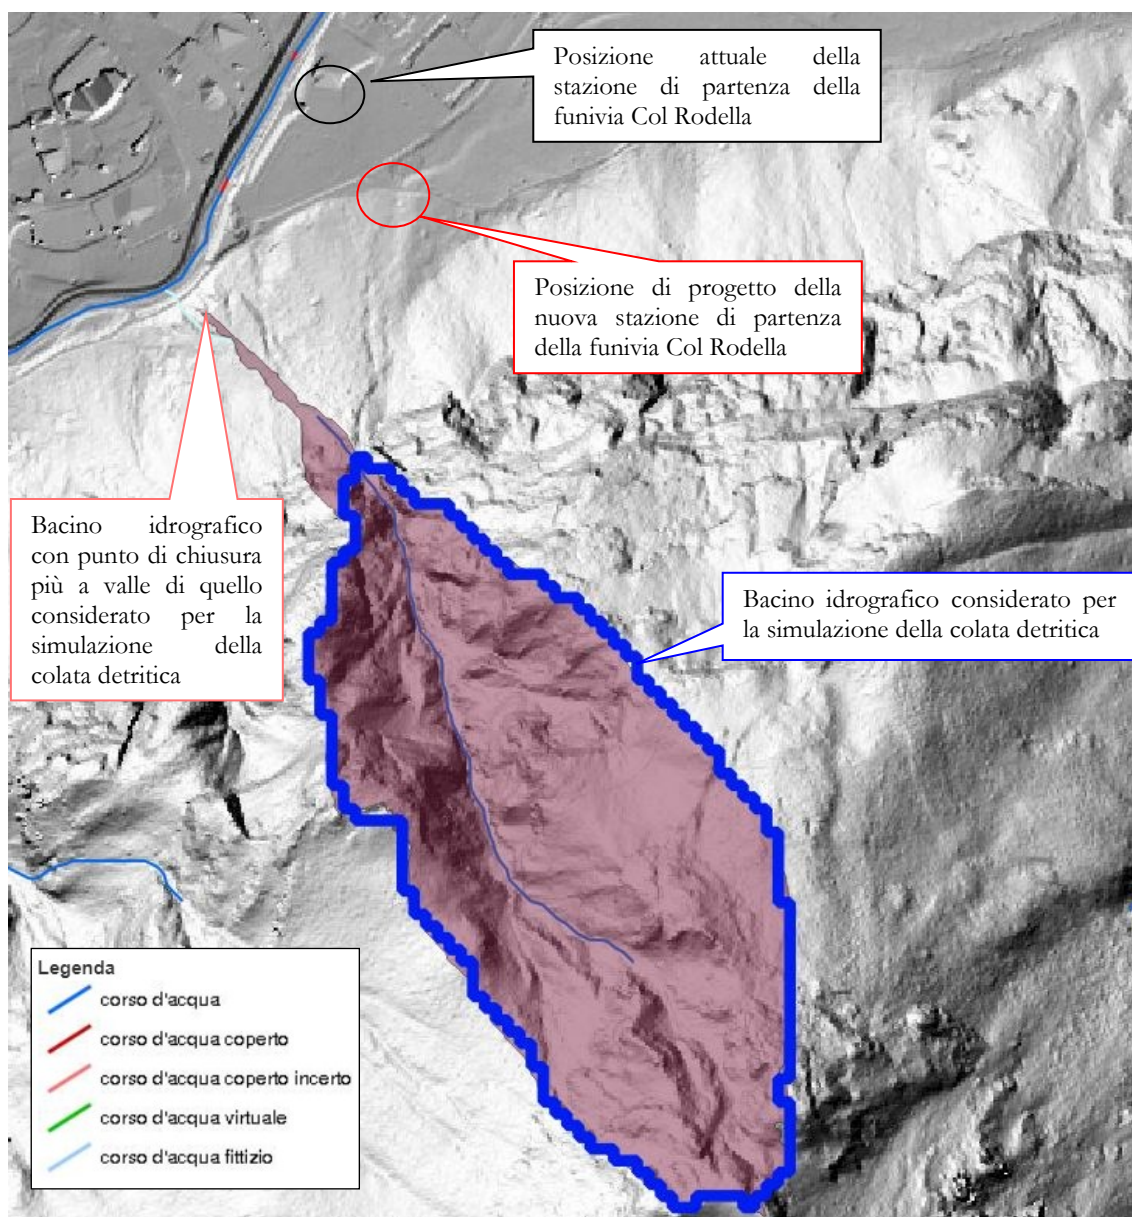 Posizione attuale della
stazione di partenza della
funivia Col Rodella
Posizione di progetto della
nuova stazione di partenza
della funivia Col Rodella
Bacino idrografico
con punto di chiusura
più a valle di quello
considerato per la
simulazione della
colata detritica
Bacino idrografico considerato per
la simulazione della colata detritica
Legenda
corso d'acqua
corso d'acqua coperto
corso d'acqua coperto incerto
corso d'acqua virtuale
corso d'acqua fittizio